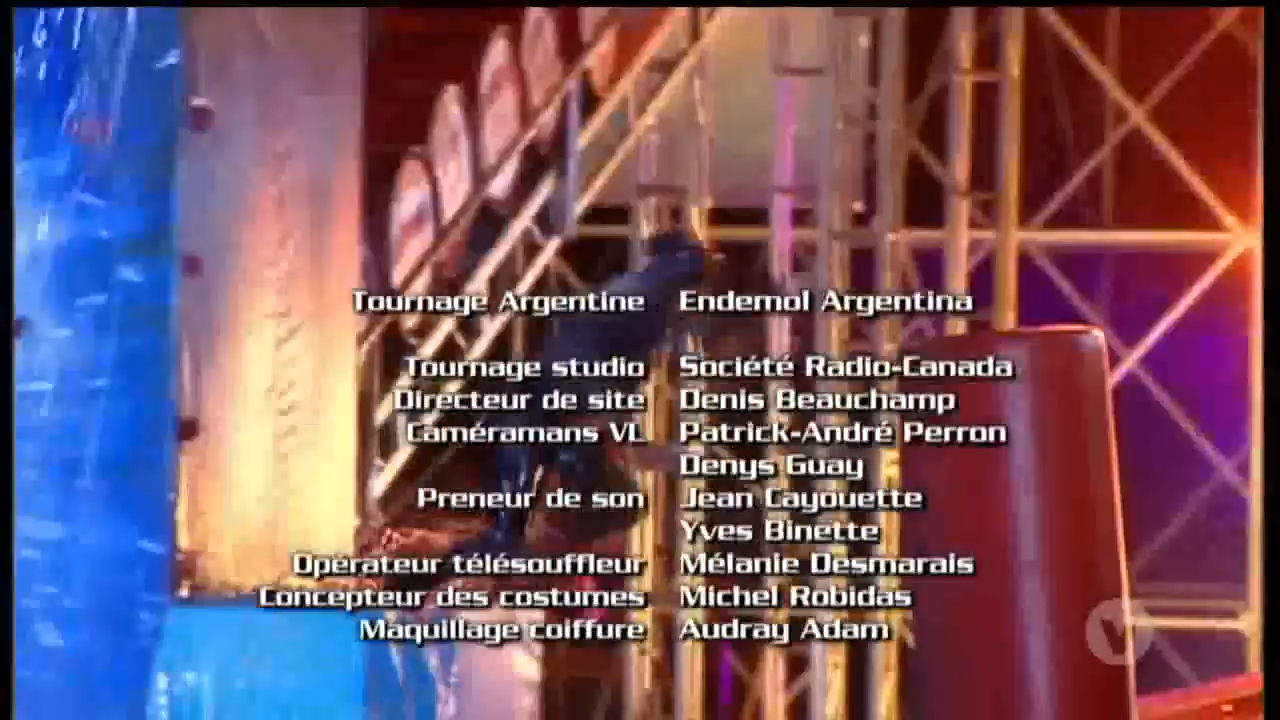 Tournage Argentine Endemol Argentina
Tournage studio Société Radio-Canada
Directeur de site Denis Beauchamp
Caméramans VL Patrick-André Perron
Denys Guay
Preneur de son Jean Cayouette
Yves Binette
Opérateur télésouffleur Mélanie Desmarais
Concepteur des costumes Michel Robidas
Maquillage coiffure Audray Adam
V